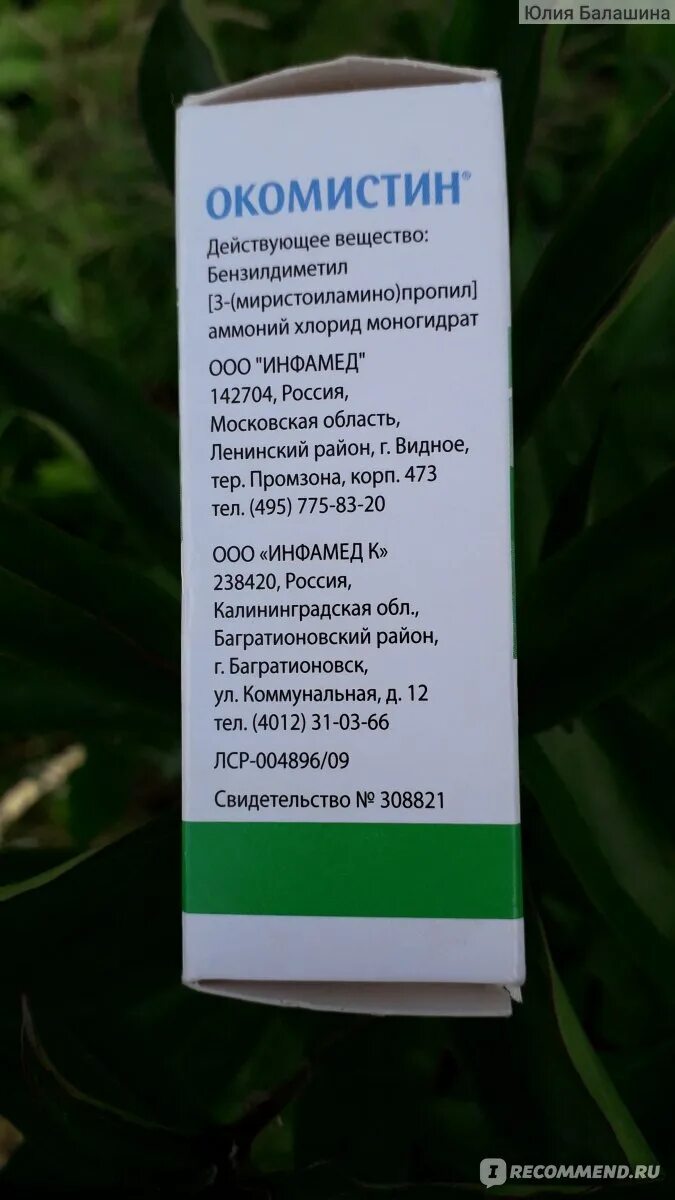 Юлия Балашина
ОКОМИСТИН®
Действующее вещество:
Бензилдиметил
[3-(миристоиламино)пропил]
аммоний хлорид моногидрат
ООО "ИНФАМЕД"
142704, Россия,
Московская область,
Ленинский район, г. Видное,
тер. Промзона, корп. 473
тел. (495) 775-83-20
ООО «ИНФАМЕД К»
238420, Россия,
Калининградская обл.,
Багратионовский район,
г. Багратионовск,
ул. Коммунальная, д. 12
тел. (4012) 31-03-66
ЛСР-004896/09
Свидетельство № 308821
IRECOMMEND.RU